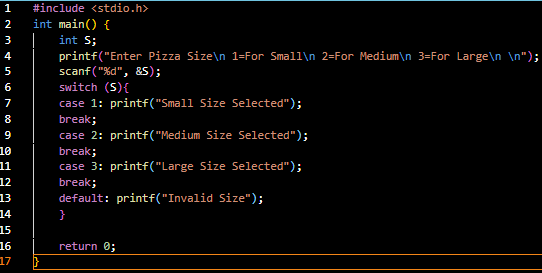 1 #include <stdio.h>
2 int main() {
3 int S;
4 printf("Enter Pizza Size\n 1=For Small\n 2=For Medium\n 3=For Large\n \n");
5 scanf("%d", &S);
6 switch (S){
7 case 1: printf("Small Size Selected");
8 break;
9 case 2: printf("Medium Size Selected");
10 break;
11 case 3: printf("Large Size Selected");
12 break;
13 default: printf("Invalid Size");
14 }
15
16 return 0;
17 }